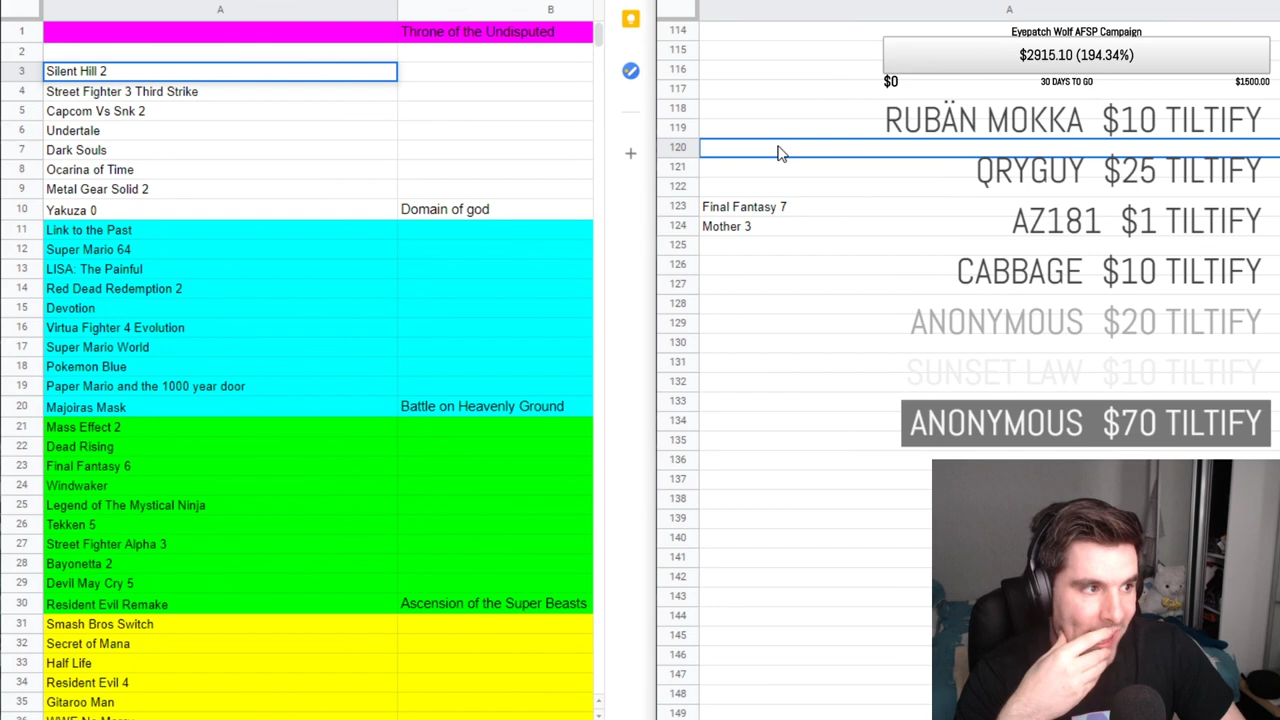 A
B
1 Throne of the Undisputed
2
3 Silent Hill 2
4 Street Fighter 3 Third Strike
5 Capcom Vs Snk 2
6 Undertale
7 Dark Souls
8 Ocarina of Time
9 Metal Gear Solid 2
10 Yakuza 0 Domain of god
11 Link to the Past
12 Super Mario 64
13 LISA: The Painful
14 Red Dead Redemption 2
15 Devotion
16 Virtua Fighter 4 Evolution
17 Super Mario World
18 Pokemon Blue
19 Paper Mario and the 1000 year door
20 Majoiras Mask Battle on Heavenly Ground
21 Mass Effect 2
22 Dead Rising
23 Final Fantasy 6
24 Windwaker
25 Legend of The Mystical Ninja
26 Tekken 5
27 Street Fighter Alpha 3
28 Bayonetta 2
29 Devil May Cry 5
30 Resident Evil Remake Ascension of the Super Beasts
31 Smash Bros Switch
32 Secret of Mana
33 Half Life
34 Resident Evil 4
35 Gitaroo Man
A
114
115
116
117
118
119
120
121
122
123 Final Fantasy 7
124 Mother 3
125
126
127
128
129
130
131
132
133
134
135
136
137
138
139
140
141
142
143
144
145
146
147
148
149
Eyepatch Wolf AFSP Campaign
$2915.10 (194.34%)
$0 30 DAYS TO GO $1500.00
RUBÄN MOKKA $10 TILTIFY
QRYGUY $25 TILTIFY
AZ181 $1 TILTIFY
CABBAGE $10 TILTIFY
ANONYMOUS $20 TILTIFY
SUNSET LAW $10 TILTIFY
ANONYMOUS $70 TILTIFY